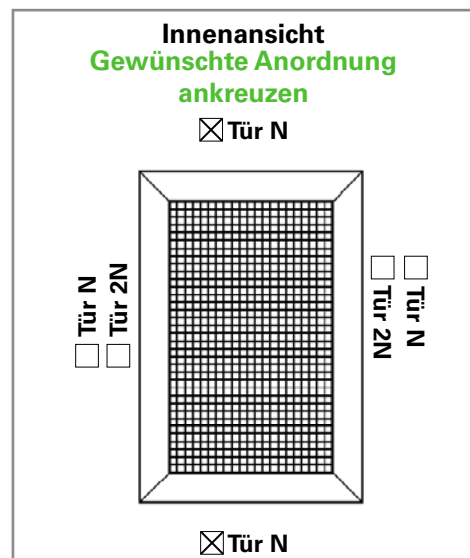 Innenansicht
Gewünschte Anordnung
ankreuzen
☒ Tür N
☐ Tür N
☐ Tür 2N
☐ Tür 2N
☐ Tür N
☒ Tür N